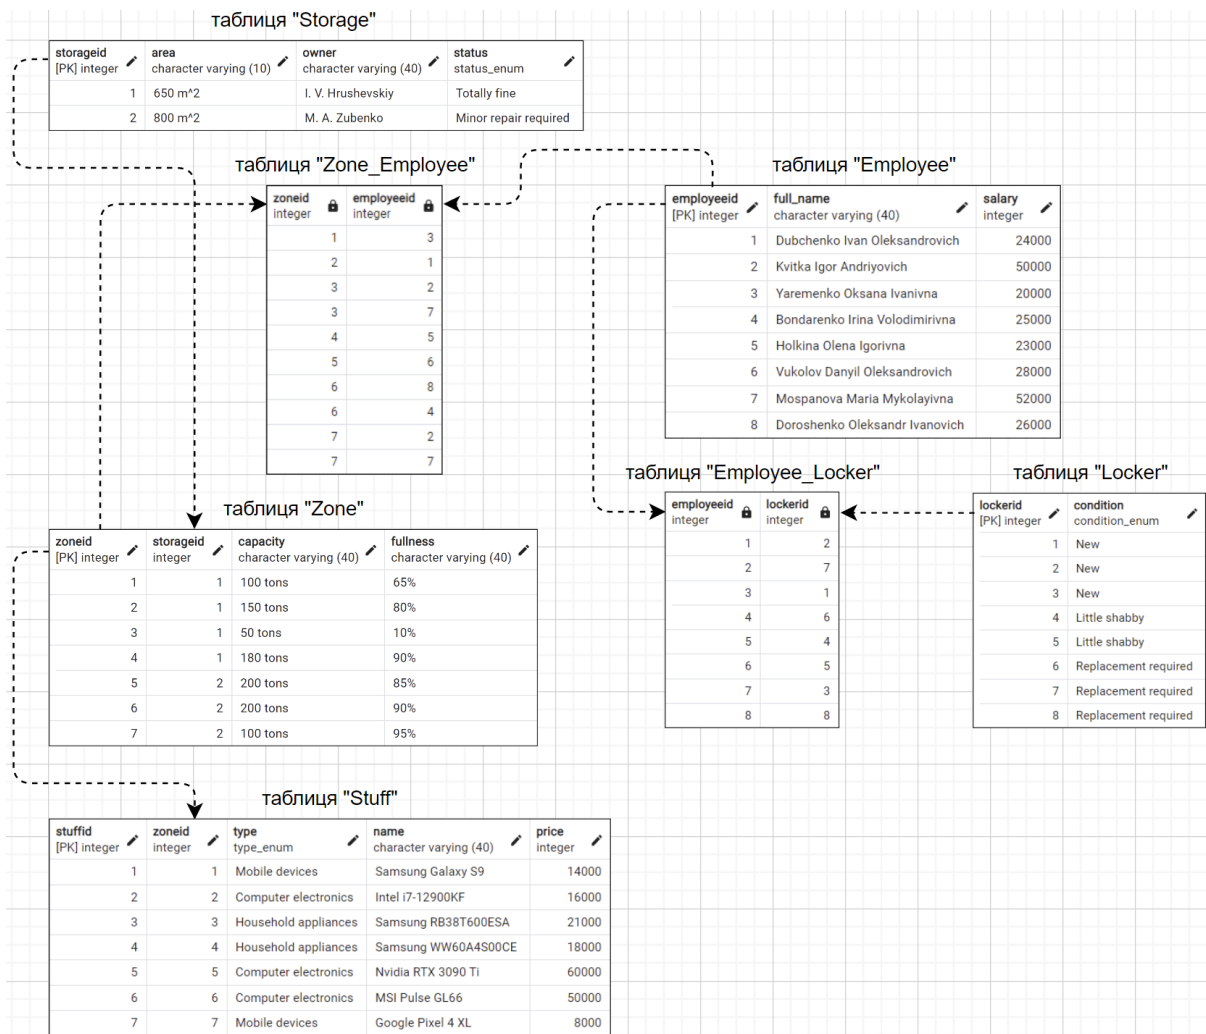 таблиця "Storage"
storageid area owner status
[PK] integer character varying (10) character varying (40) status_enum
1 650 m^2 I. V. Hrushevskiy Totally fine
2 800 m^2 M. A. Zubenko Minor repair required
таблиця "Zone_Employee"
zoneid employeeid
integer integer
1 3
2 1
3 2
3 7
4 5
5 6
6 8
6 4
7 2
7 7
таблиця "Employee"
employeeid full_name salary
[PK] integer character varying (40) integer
1 Dubchenko Ivan Oleksandrovich 24000
2 Kvitka Igor Andriyovich 50000
3 Yaremenko Oksana Ivanivna 20000
4 Bondarenko Irina Volodimirivna 25000
5 Holkina Olena Igorivna 23000
6 Vukolov Danyil Oleksandrovich 28000
7 Mospanova Maria Mykolayivna 52000
8 Doroshenko Oleksandr Ivanovich 26000
таблиця "Employee_Locker"
employeeid lockerid
integer integer
1 2
2 7
3 1
4 6
5 4
6 5
7 3
8 8
таблиця "Locker"
lockerid condition
[PK] integer condition_enum
1 New
2 New
3 New
4 Little shabby
5 Little shabby
6 Replacement required
7 Replacement required
8 Replacement required
таблиця "Zone"
zoneid storageid capacity fullness
[PK] integer integer character varying (40) character varying (40)
1 1 100 tons 65%
2 1 150 tons 80%
3 1 50 tons 10%
4 1 180 tons 90%
5 2 200 tons 85%
6 2 200 tons 90%
7 2 100 tons 95%
таблиця "Stuff"
stuffid zoneid type name price
[PK] integer integer type_enum character varying (40) integer
1 1 Mobile devices Samsung Galaxy S9 14000
2 2 Computer electronics Intel i7-12900KF 16000
3 3 Household appliances Samsung RB38T600ESA 21000
4 4 Household appliances Samsung WW60A4S00CE 18000
5 5 Computer electronics Nvidia RTX 3090 Ti 60000
6 6 Computer electronics MSI Pulse GL66 50000
7 7 Mobile devices Google Pixel 4 XL 8000